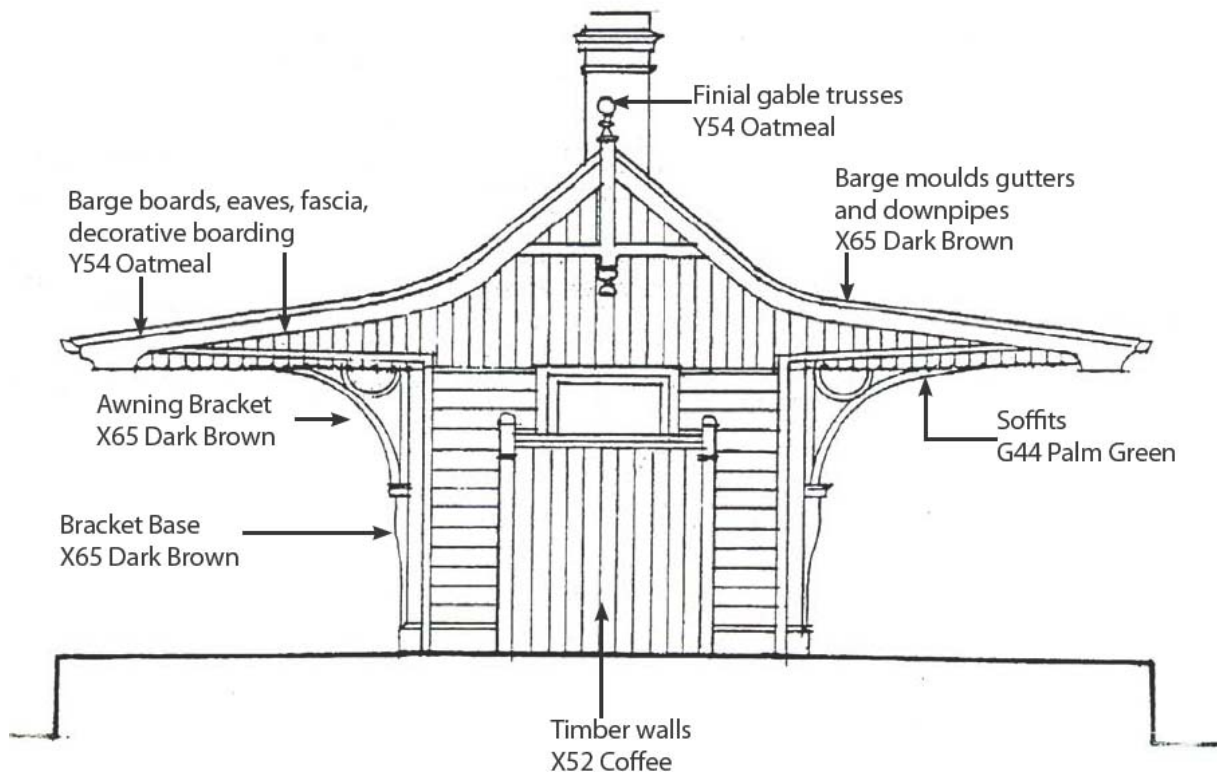 Finial gable trusses
Y54 Oatmeal
Barge boards, eaves, fascia,
decorative boarding
Y54 Oatmeal
Barge moulds gutters
and downpipes
X65 Dark Brown
Awning Bracket
X65 Dark Brown
Soffits
G44 Palm Green
Bracket Base
X65 Dark Brown
Timber walls
X52 Coffee